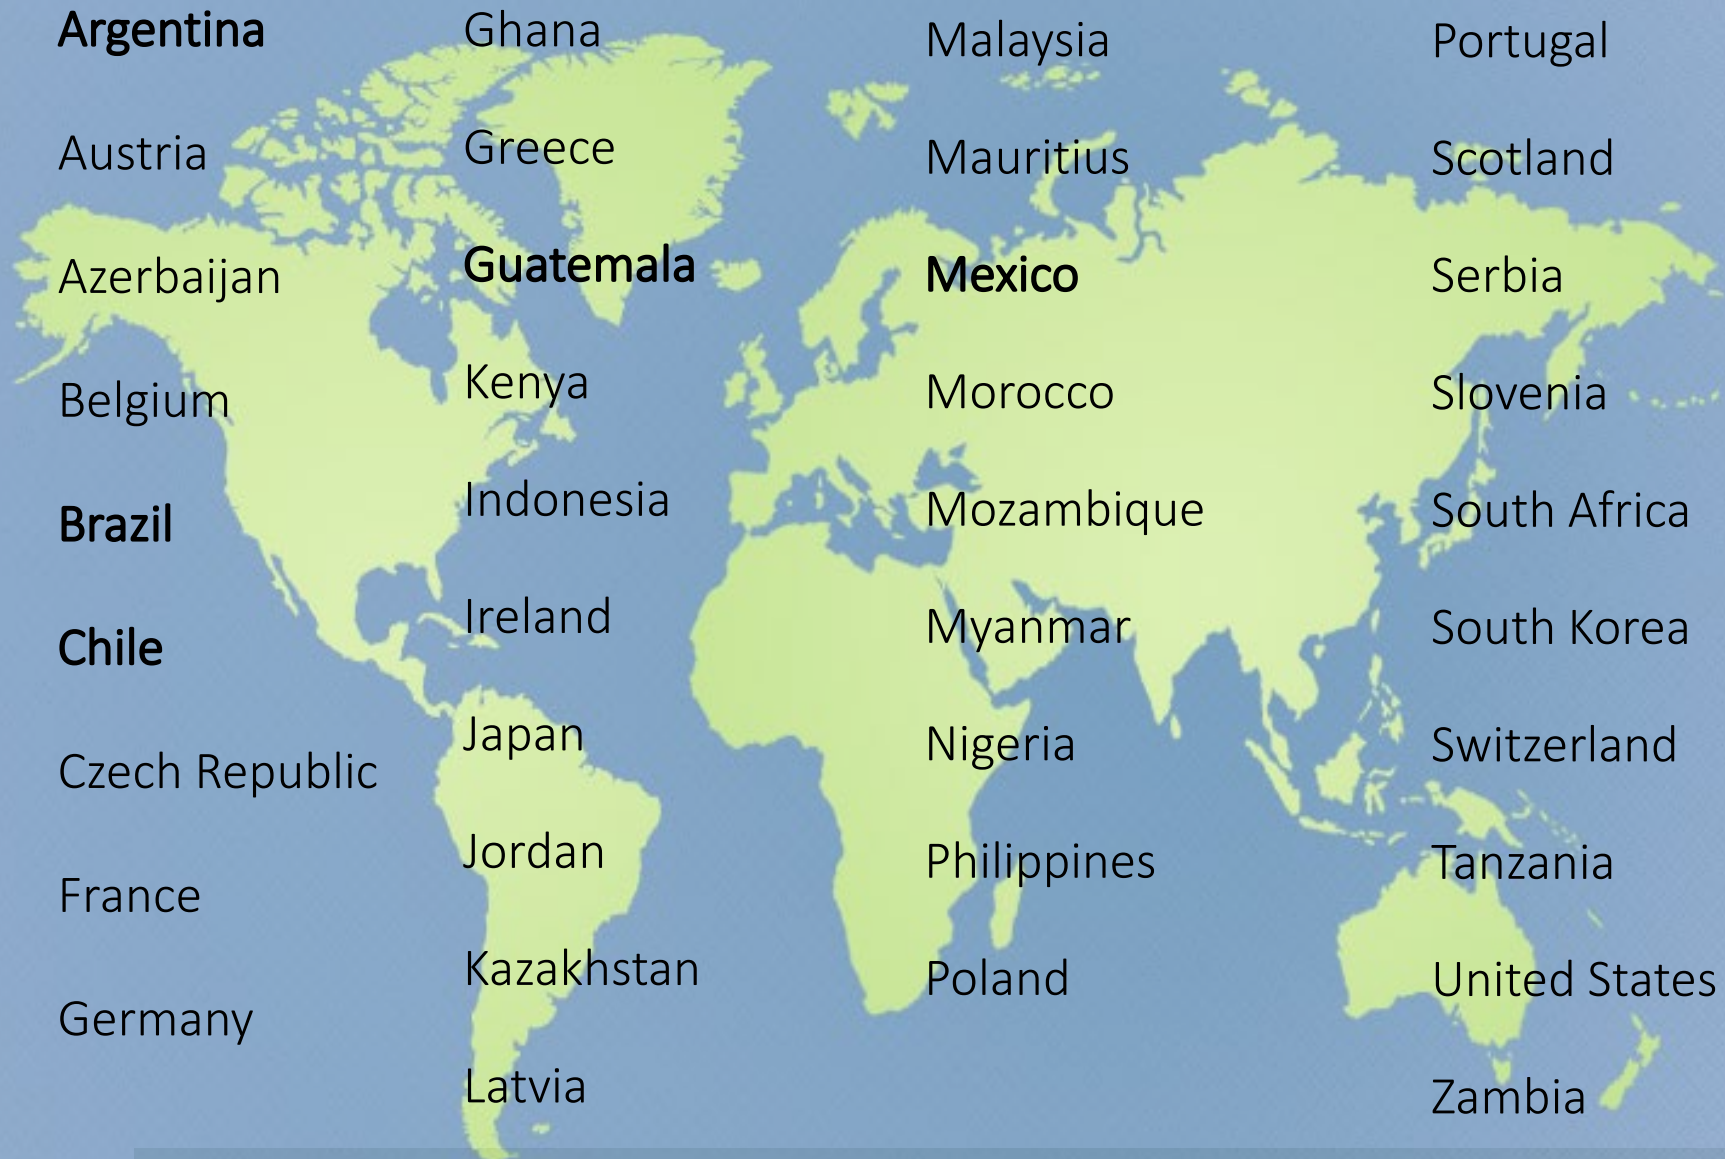 Argentina
Austria
Azerbaijan
Belgium
Brazil
Chile
Czech Republic
France
Germany
Ghana
Greece
Guatemala
Kenya
Indonesia
Ireland
Japan
Jordan
Kazakhstan
Latvia
Malaysia
Mauritius
Mexico
Morocco
Mozambique
Myanmar
Nigeria
Philippines
Poland
Portugal
Scotland
Serbia
Slovenia
South Africa
South Korea
Switzerland
Tanzania
United States
Zambia